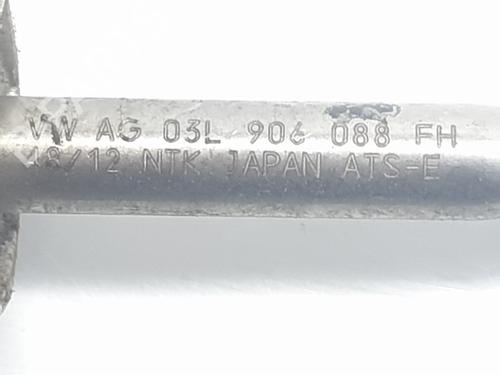 VW AG 03L 906 088 FH
48/12 NTK JAPAN ATS-E